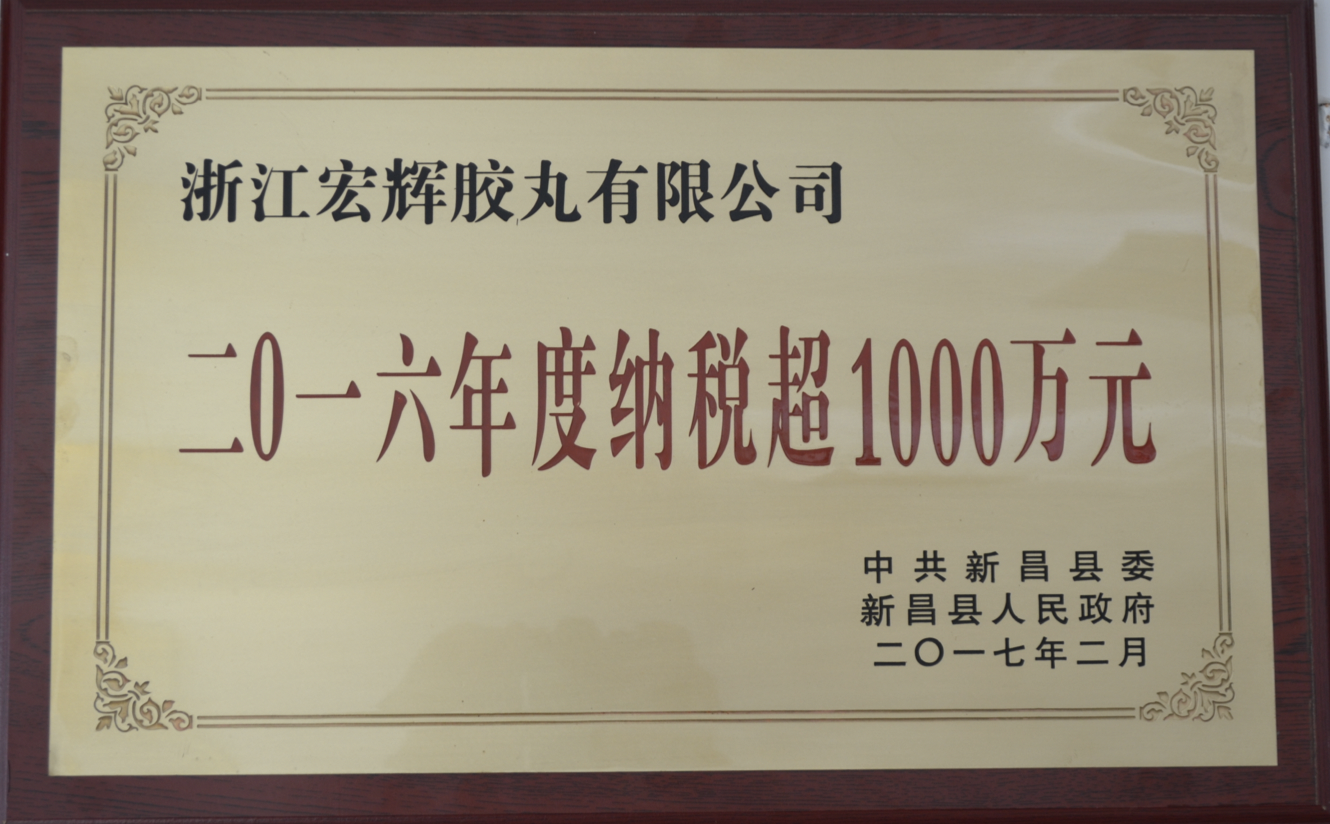 浙江宏辉胶丸有限公司
二0一六年度纳税超1000万元
中共新昌县委
新昌县人民政府
二〇一七年二月